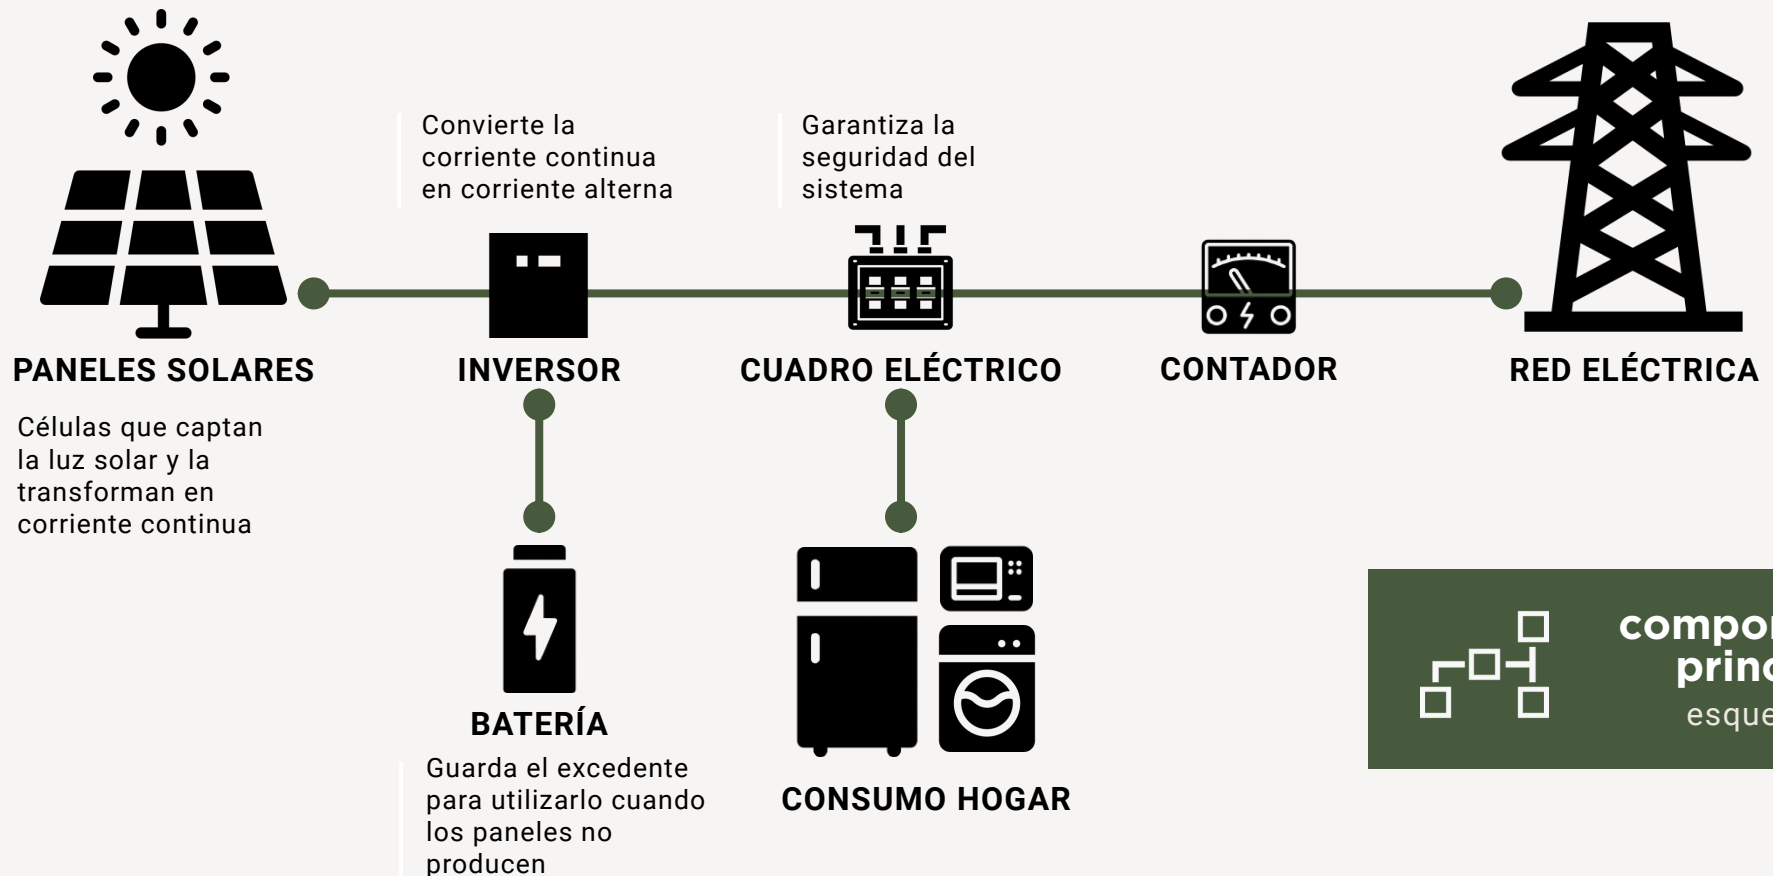 Convierte la
corriente continua
en corriente alterna
Garantiza la
seguridad del
sistema
PANELES SOLARES
INVERSOR
CUADRO ELÉCTRICO
CONTADOR
RED ELÉCTRICA
Células que captan
la luz solar y la
transforman en
corriente continua
BATERÍA
Guarda el excedente
para utilizarlo cuando
los paneles no
producen
CONSUMO HOGAR